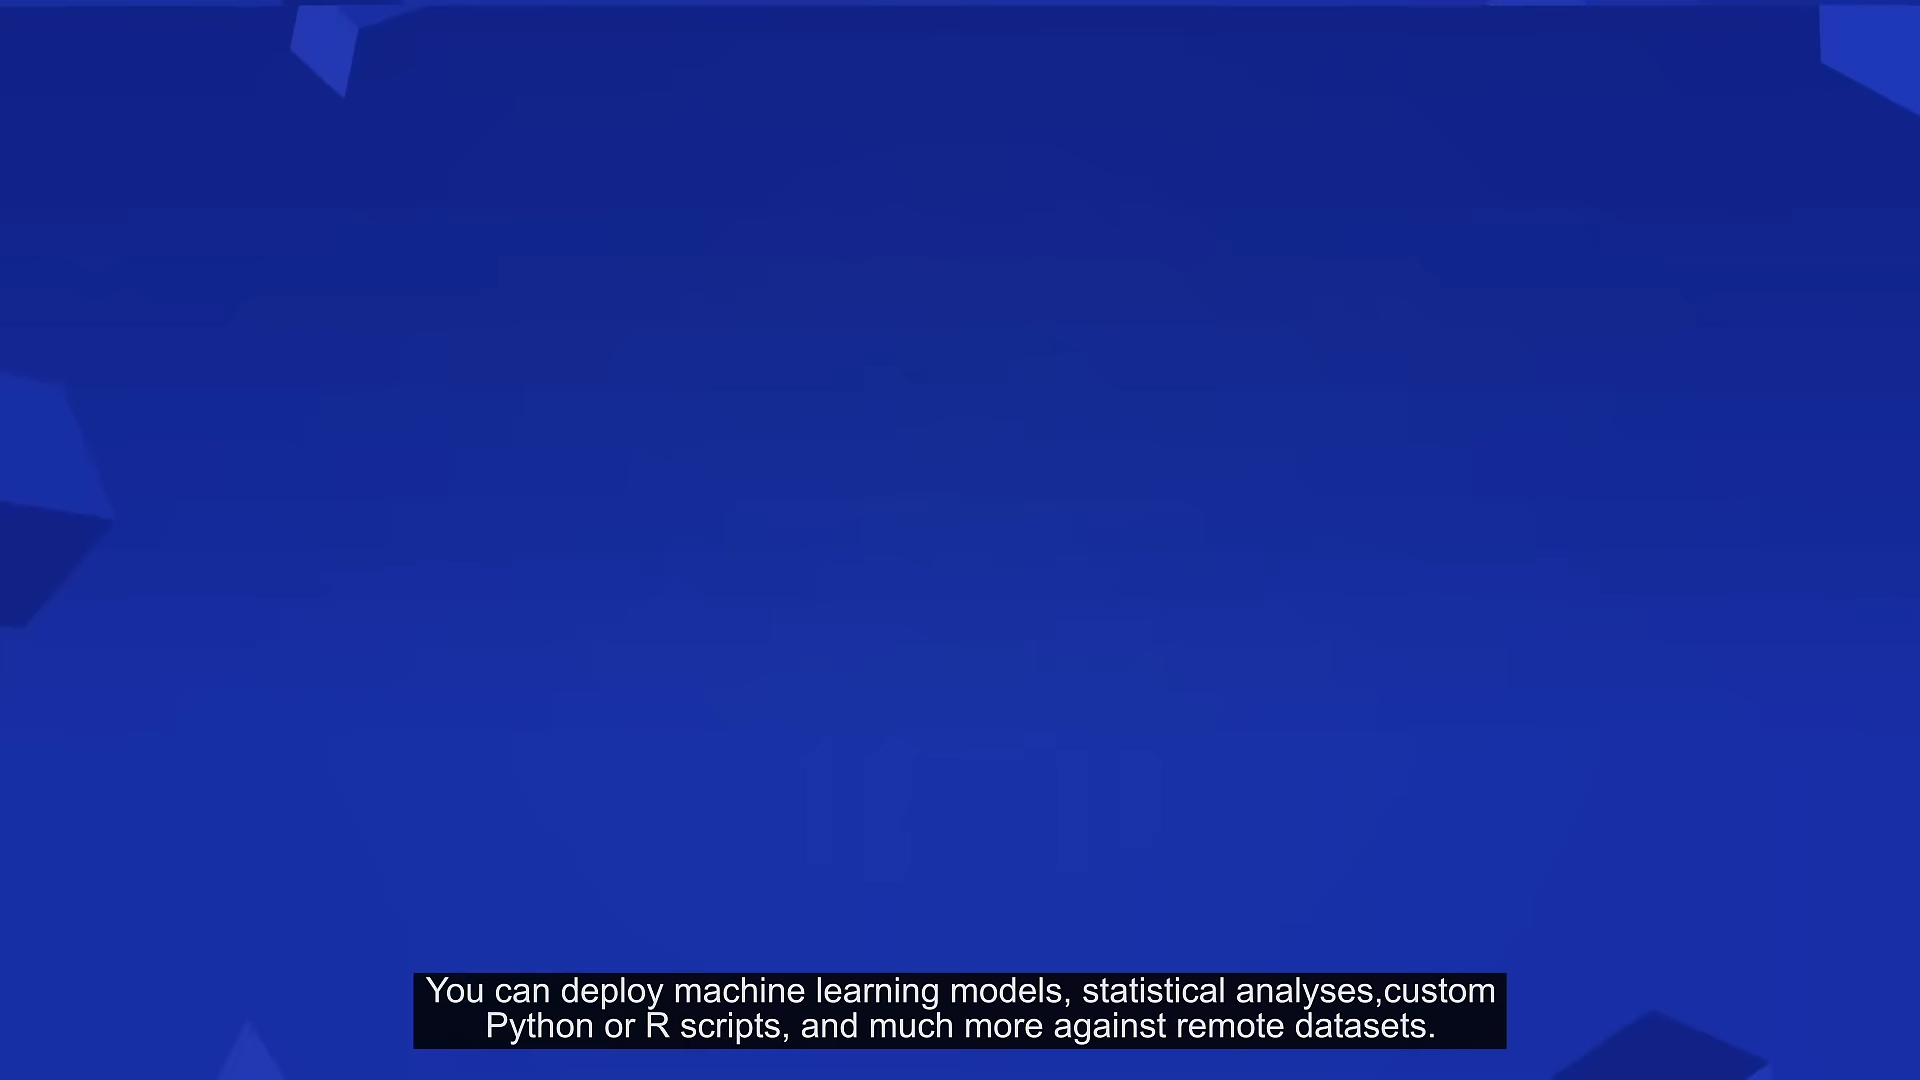 You can deploy machine learning models, statistical analyses,custom
Python or R scripts, and much more against remote datasets.